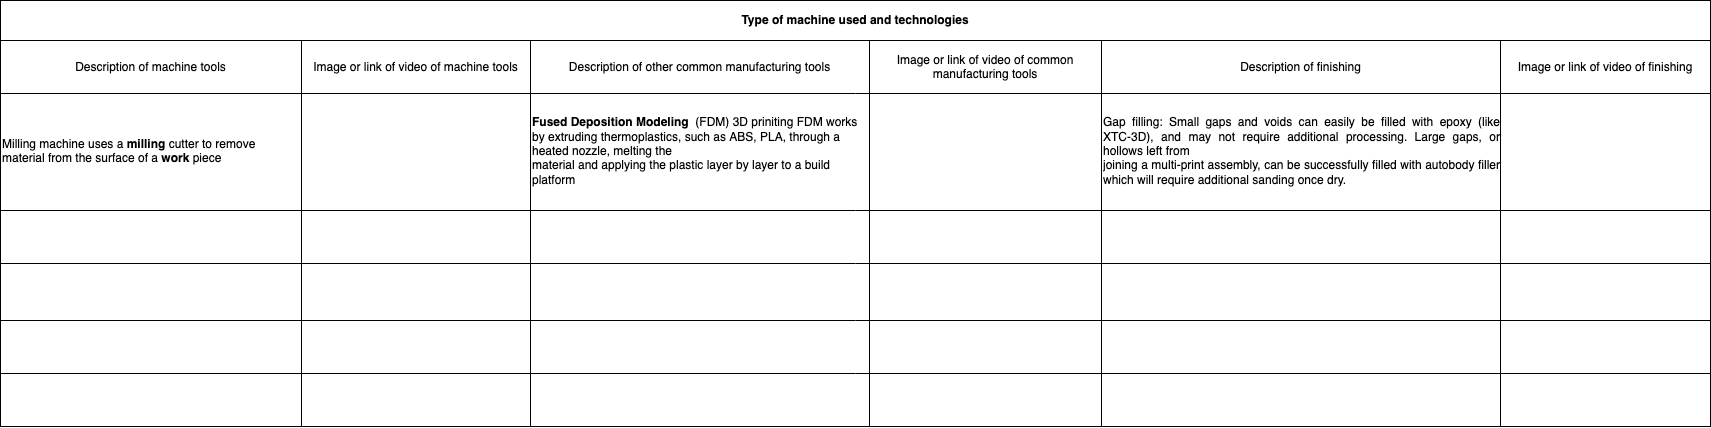 Type of machine used and technologies
Description of machine tools
Image or link of video of machine tools
Description of other common manufacturing tools
Image or link of video of common
manufacturing tools
Description of finishing
Image or link of video of finishing
Milling machine uses a milling cutter to remove
material from the surface of a work piece
Fused Deposition Modeling (FDM) 3D priniting FDM works
by extruding thermoplastics, such as ABS, PLA, through a
heated nozzle, melting the
material and applying the plastic layer by layer to a build
platform
Gap filling: Small gaps and voids can easily be filled with epoxy (like
XTC-3D), and may not require additional processing. Large gaps, or
hollows left from
joining a multi-print assembly, can be successfully filled with autobody filler
which will require additional sanding once dry.